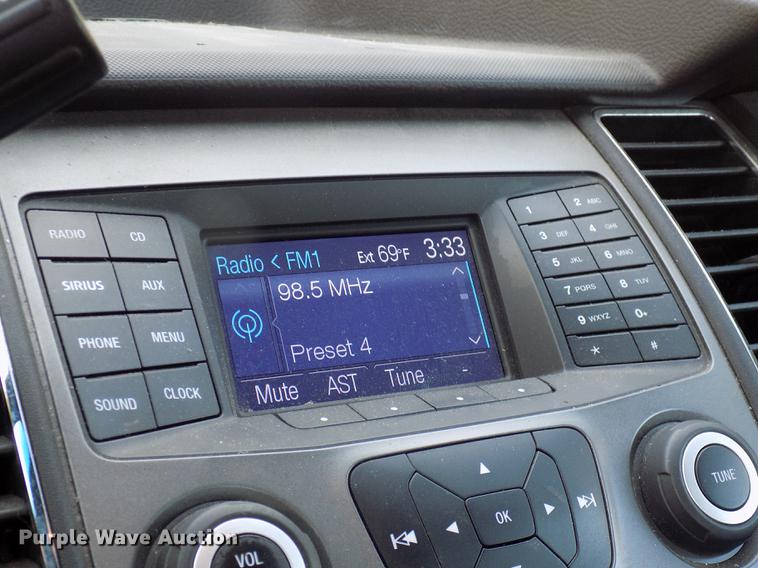 RADIO CD
SIRIUS AUX
PHONE MENU
SOUND CLOCK
Radio < FM1 Ext 69°F 3:33
98.5 MHz
Preset 4
Mute AST Tune -
1 2 ABC
3 DEF 4 GHI
5 JKL 6 MNO
7 PQRS 8 TUV
9 WXYZ 0+
* #
OK
TUNE
VOL
Purple Wave Auction